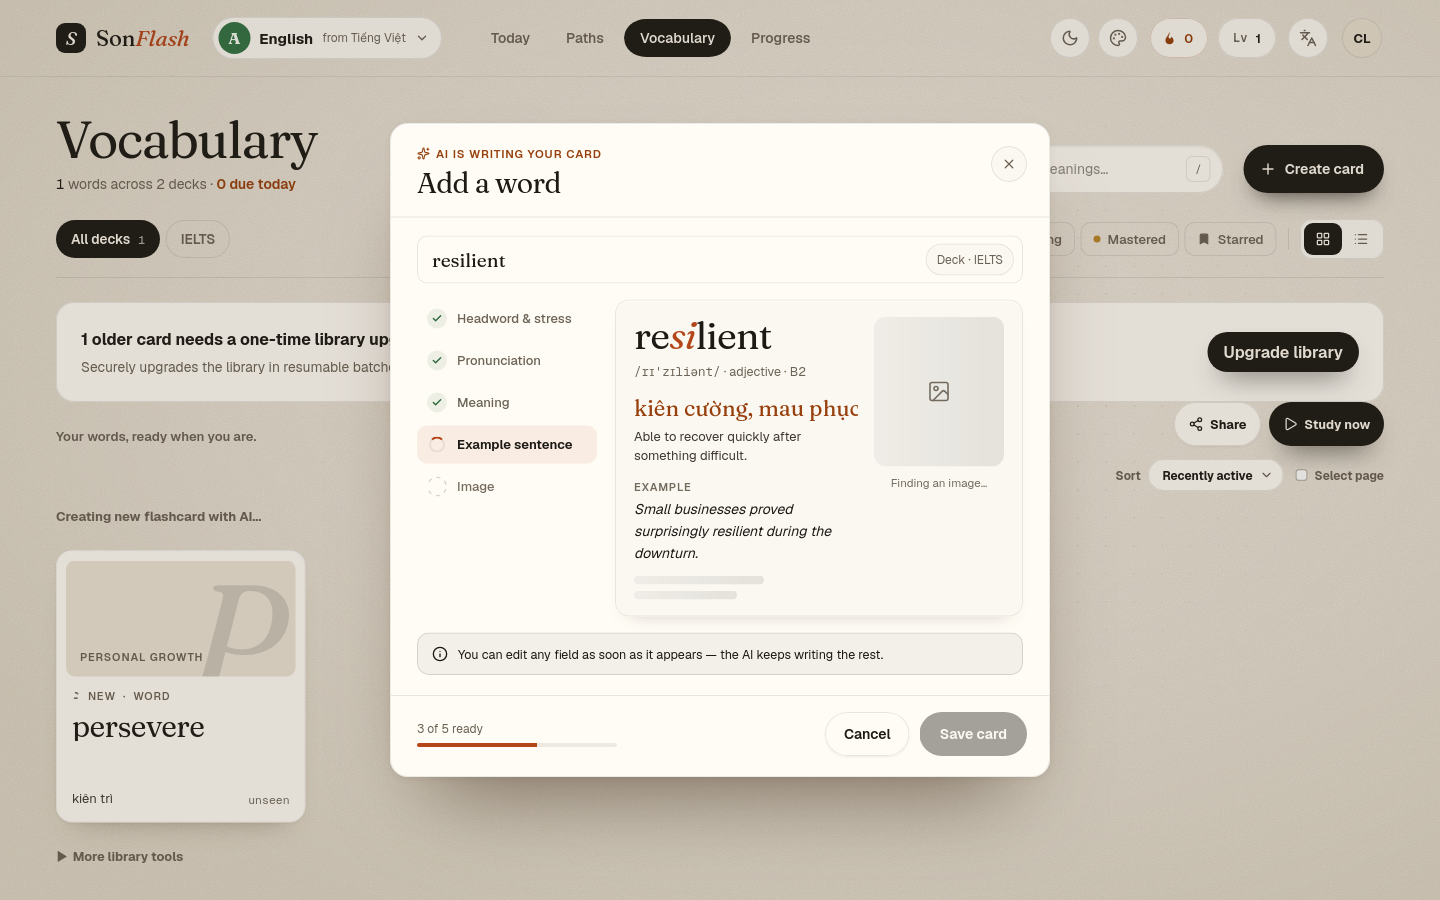 S SonFlash
A English from Tiếng Việt
Today Paths Vocabulary Progress
0
Lv 1
CL
Vocabulary
1 words across 2 decks · 0 due today
eanings... /
+ Create card
All decks 1
IELTS
ng
Mastered
Starred
1 older card needs a one-time library up
Securely upgrades the library in resumable batch
Upgrade library
Your words, ready when you are.
Share
Study now
Sort Recently active
Select page
Creating new flashcard with AI...
P
PERSONAL GROWTH
NEW · WORD
persevere
kiên trì
unseen
More library tools
AI IS WRITING YOUR CARD
Add a word
resilient
Deck · IELTS
Headword & stress
Pronunciation
Meaning
Example sentence
Image
resilient
/rɪˈzɪliənt/ · adjective · B2
kiên cường, mau phục
Able to recover quickly after
something difficult.
EXAMPLE
Small businesses proved
surprisingly resilient during the
downturn.
Finding an image...
You can edit any field as soon as it appears — the AI keeps writing the rest.
3 of 5 ready
Cancel
Save card